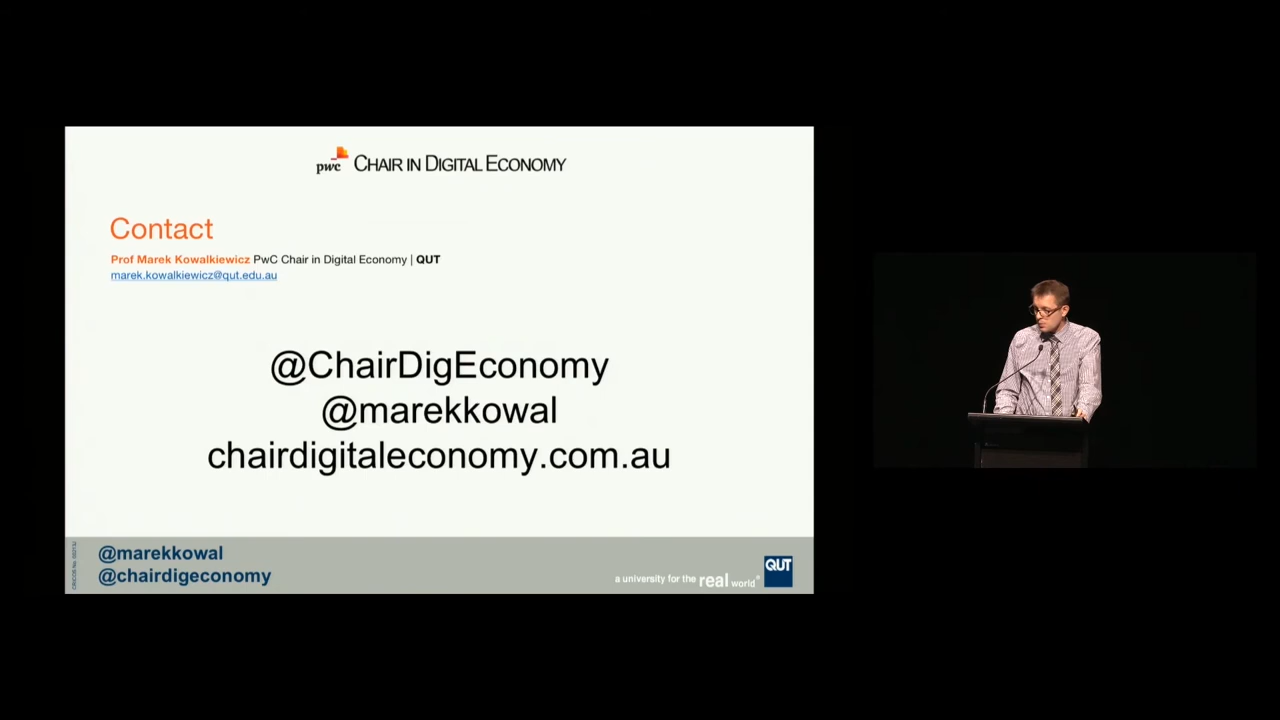 pwc CHAIR IN DIGITAL ECONOMY
Contact
Prof Marek Kowalkiewicz PwC Chair in Digital Economy | QUT
marek.kowalkiewicz@qut.edu.au
@ChairDigEconomy
@marekkowal
chairdigitaleconomy.com.au
@marekkowal
@chairdigeconomy
a university for the real world
QUT